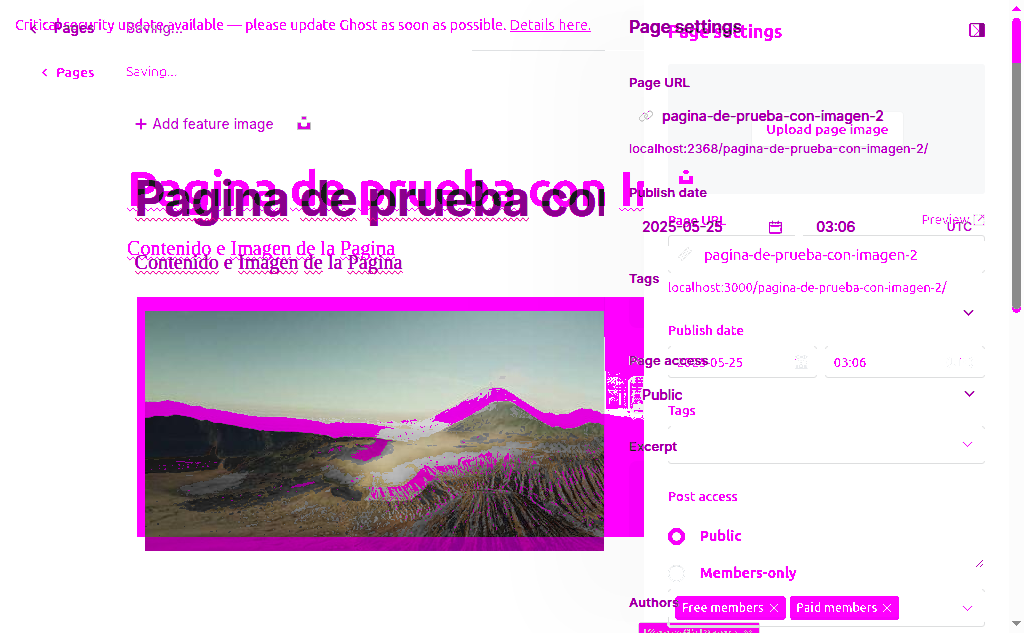 Critical security update available — please update Ghost as soon as possible. Details here.
Pages
Saving...
Page settings
Page settings
Pages
Saving...
Page URL
pagina-de-prueba-con-imagen-2
Upload page image
localhost:2368/pagina-de-prueba-con-imagen-2/
+ Add feature image
Pagina de prueba con I
Pagina de prueba con
Publish date
Page URL
Preview
2025-05-25
03:06
UTC
Contenido e Imagen de la Pagina
Contenido e Imagen de la Pagina
pagina-de-prueba-con-imagen-2
Tags
localhost:3000/pagina-de-prueba-con-imagen-2/
Publish date
Page access
2025-05-25
03:06
Public
Tags
Excerpt
Post access
Public
Members-only
Authors
Free members ×
Paid members ×